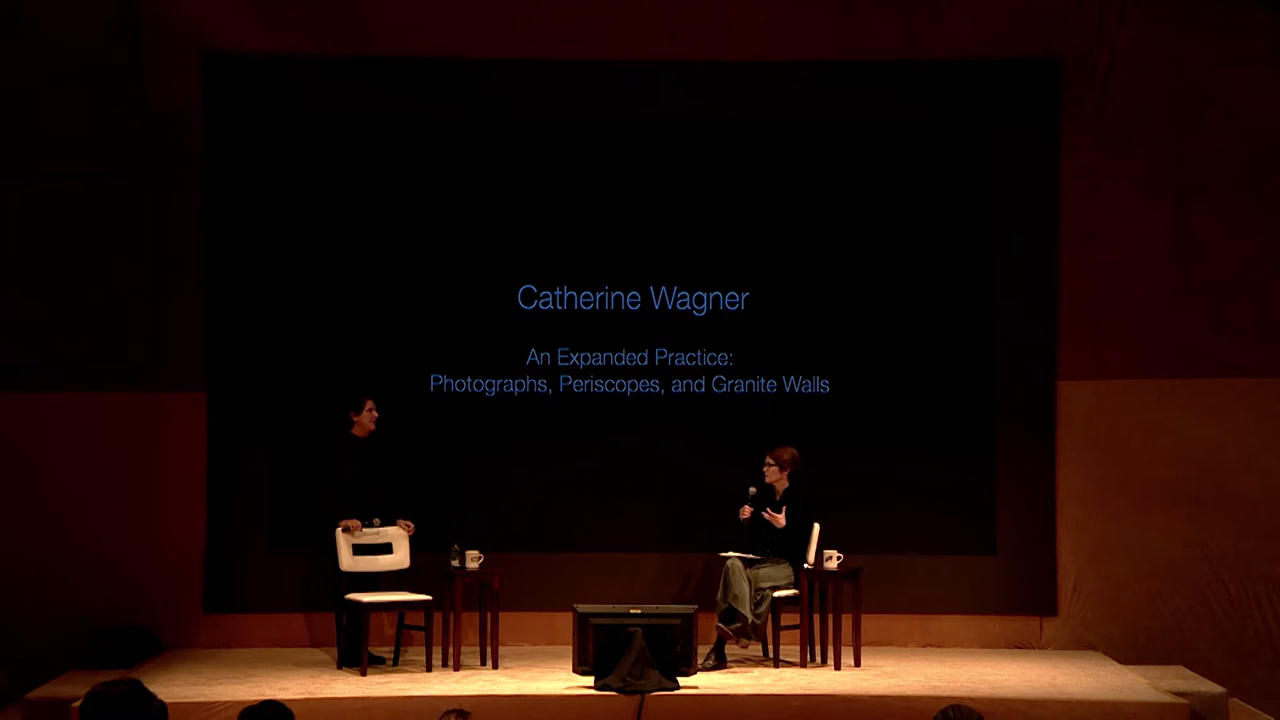 Catherine Wagner
An Expanded Practice:
Photographs, Periscopes, and Granite Walls